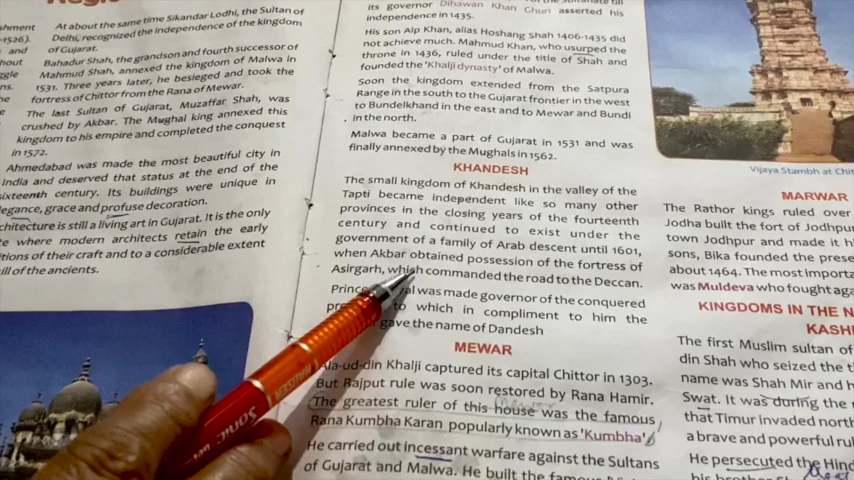 At about the same time Sikandar Lodhi, the Sultan of
Delhi, recognized the independence of the kingdom
of Gujarat.
Bahadur Shah, the grandson and fourth successor of
Mahmud Shah, annexed the kingdom of Malwa in
1531. Three years later, he besieged and took the
fortress of Chittor from the Rana of Mewar.
The last Sultan of Gujarat, Muzaffar Shah, was
crushed by Akbar. The Mughal king annexed this
kingdom to his empire and completed the conquest
in 1572.
Ahmedabad was made the most beautiful city in
India and deserved that status at the end of the
sixteenth century. Its buildings were unique in
elegance, grace and profuse decoration.
architecture is still a living art in Gujarat. It is the only
where modern architects retain the early
of their craft and to a considerable extent
of the ancients.
its governor Dibawan Khan Churi asserted his
independence in 1435.
His son Alp Khan, alias Hoshang Shah 1406-1435 did
not achieve much. Mahmud Khan, who usurped the
throne in 1436, ruled under the title of Shah and
founded the 'Khalji dynasty' of Malwa.
Soon the kingdom extended from the Satpura
Range in the south to the Gujarat frontier in the west
to Bundelkhand in the east and to Mewar and Bundi
in the north.
Malwa became a part of Gujarat in 1531 and was
finally annexed by the Mughals in 1562.
KHANDESH
The small kingdom of Khandesh in the valley of the
Tapti became independent like so many other
provinces in the closing years of the fourteenth
century and continued to exist under the
government of a family of Arab descent until 1601,
when Akbar obtained possession of the fortress of
Asirgarh, which commanded the road to the Deccan.
Prince was made governor of the conquered
to which in compliment to him the
gave the name of Dandesh
MEWAR
Ala-ud-din Khalji captured its capital Chittor in 1303.
But Rajput rule was soon restored by Rana Hamir.
The greatest ruler of this house was the famous
Rana Kumbha Karan popularly known as 'Kumbha'.
He carried out incessant warfare against the Sultans
of Gujarat and Malwa. He built the famous
Vijaya Stambh at
MARWAR
The Rathor kings ruled over
Jodha built the fort of
town Jodhpur and made it
sons, Bika founded the
about 1464. The most
was Muldeva who fought
KINGDOMS IN THE
The first Muslim sultan of
din Shah who seized the
name was Shah Mir and
Swat. It was during the
that Timur invaded
a brave and powerful
He persecuted the
his
Sonic